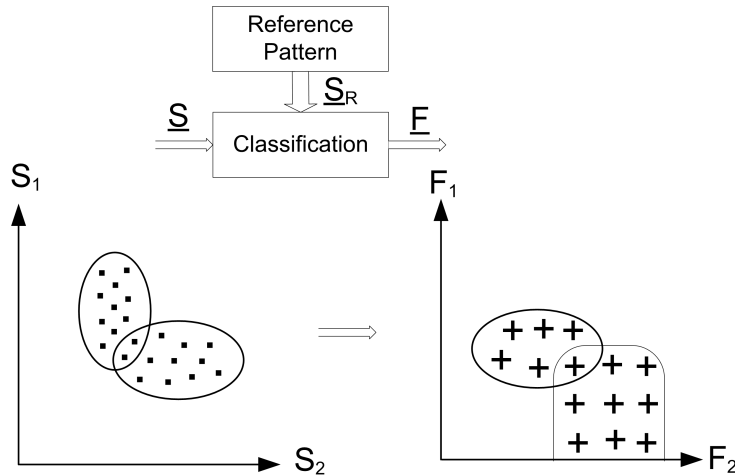 Reference
Pattern
S_R
S
F
Classification
S₁
F₁
S₂
F₂